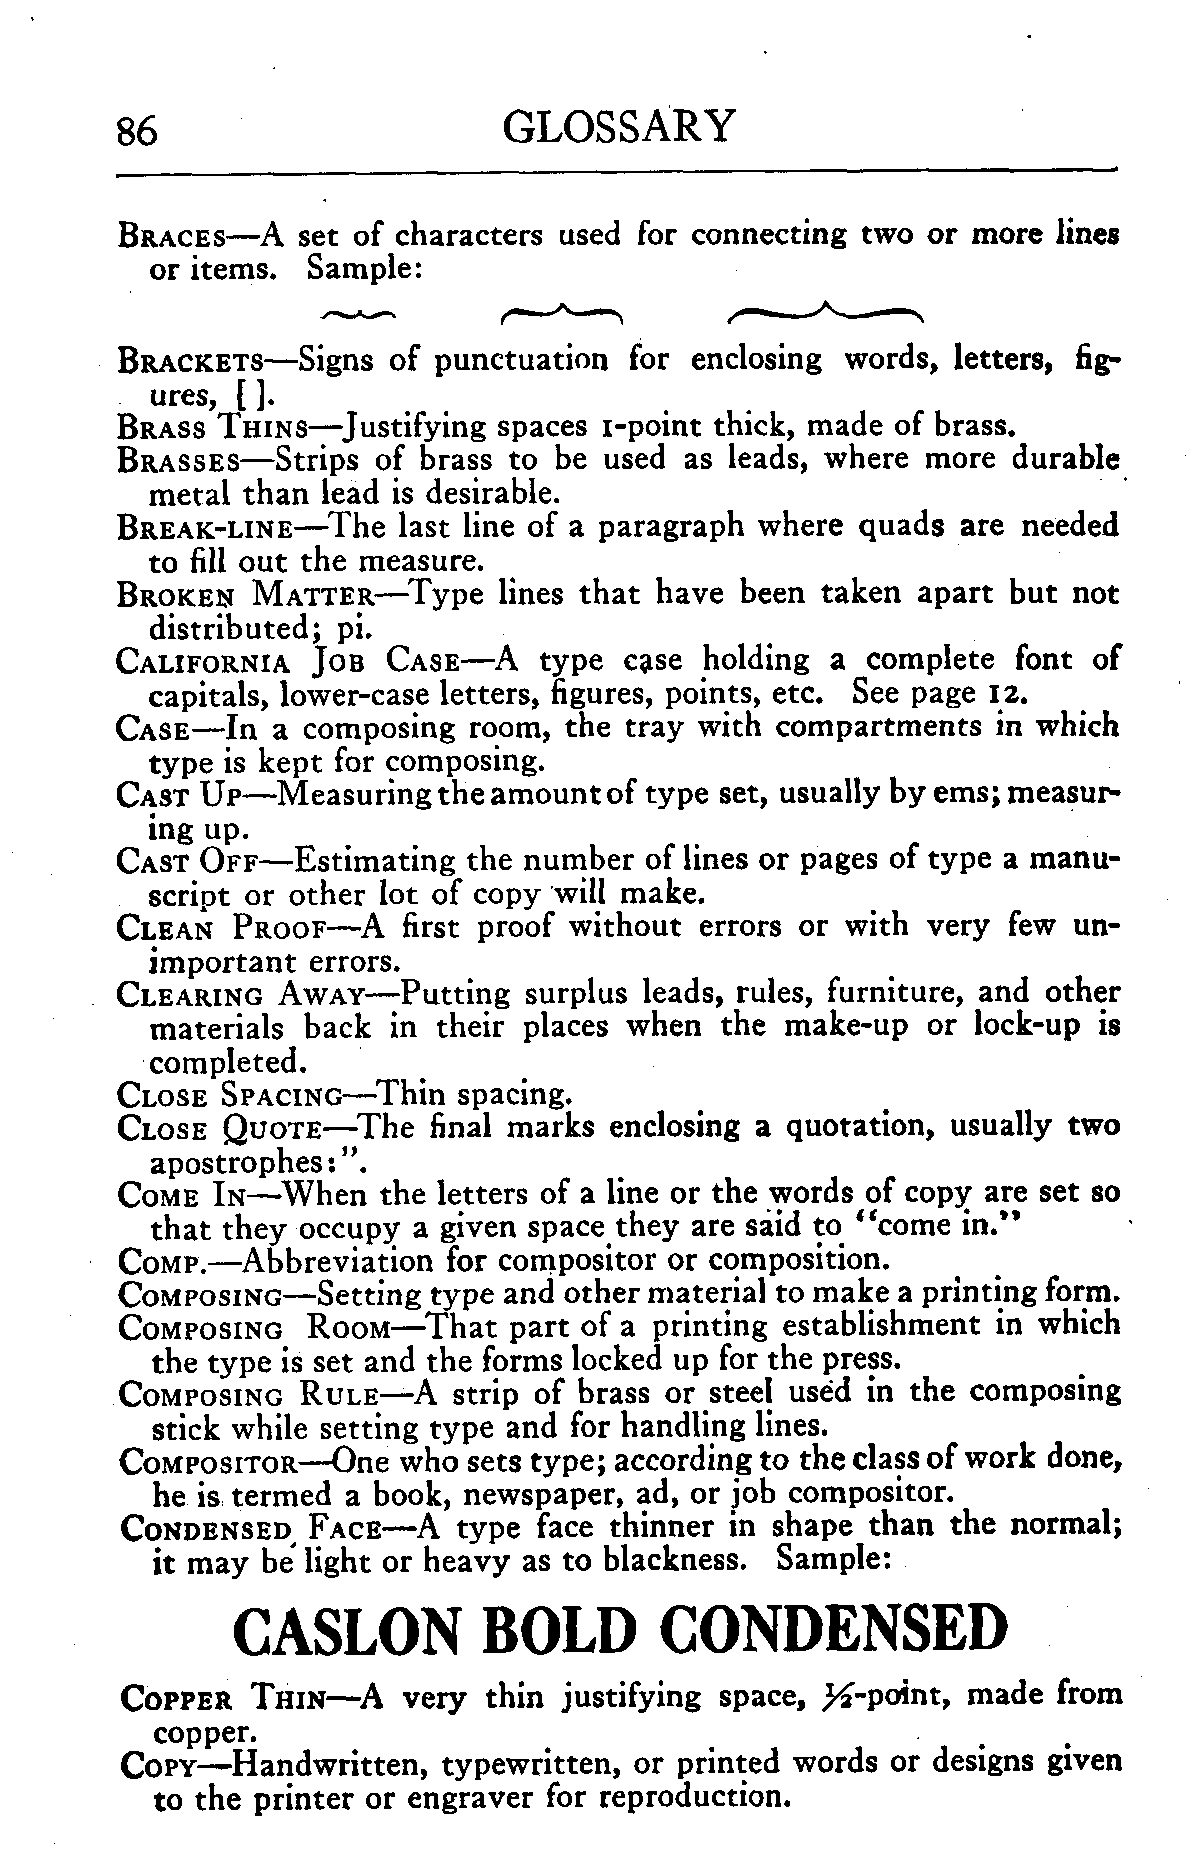 86 GLOSSARY
BRACES—A set of characters used for connecting two or more lines
or items. Sample:
BRACKETS—Signs of punctuation for enclosing words, letters, fig-
ures, [ ].
BRASS THINS—Justifying spaces 1-point thick, made of brass.
BRASSES—Strips of brass to be used as leads, where more durable
metal than lead is desirable.
BREAK-LINE—The last line of a paragraph where quads are needed
to fill out the measure.
BROKEN MATTER—Type lines that have been taken apart but not
distributed; pi.
CALIFORNIA JOB CASE—A type case holding a complete font of
capitals, lower-case letters, figures, points, etc. See page 12.
CASE—In a composing room, the tray with compartments in which
type is kept for composing.
CAST UP—Measuring the amount of type set, usually by ems; measur-
ing up.
CAST OFF—Estimating the number of lines or pages of type a manu-
script or other lot of copy will make.
CLEAN PROOF—A first proof without errors or with very few un-
important errors.
CLEARING AWAY—Putting surplus leads, rules, furniture, and other
materials back in their places when the make-up or lock-up is
completed.
CLOSE SPACING—Thin spacing.
CLOSE QUOTE—The final marks enclosing a quotation, usually two
apostrophes:”.
COME IN—When the letters of a line or the words of copy are set so
that they occupy a given space they are said to “come in.”
COMP.—Abbreviation for compositor or composition.
COMPOSING—Setting type and other material to make a printing form.
COMPOSING ROOM—That part of a printing establishment in which
the type is set and the forms locked up for the press.
COMPOSING RULE—A strip of brass or steel used in the composing
stick while setting type and for handling lines.
COMPOSITOR—One who sets type; according to the class of work done,
he is termed a book, newspaper, ad, or job compositor.
CONDENSED FACE—A type face thinner in shape than the normal;
it may be light or heavy as to blackness. Sample:
CASLON BOLD CONDENSED
COPPER THIN—A very thin justifying space, ½-point, made from
copper.
COPY—Handwritten, typewritten, or printed words or designs given
to the printer or engraver for reproduction.